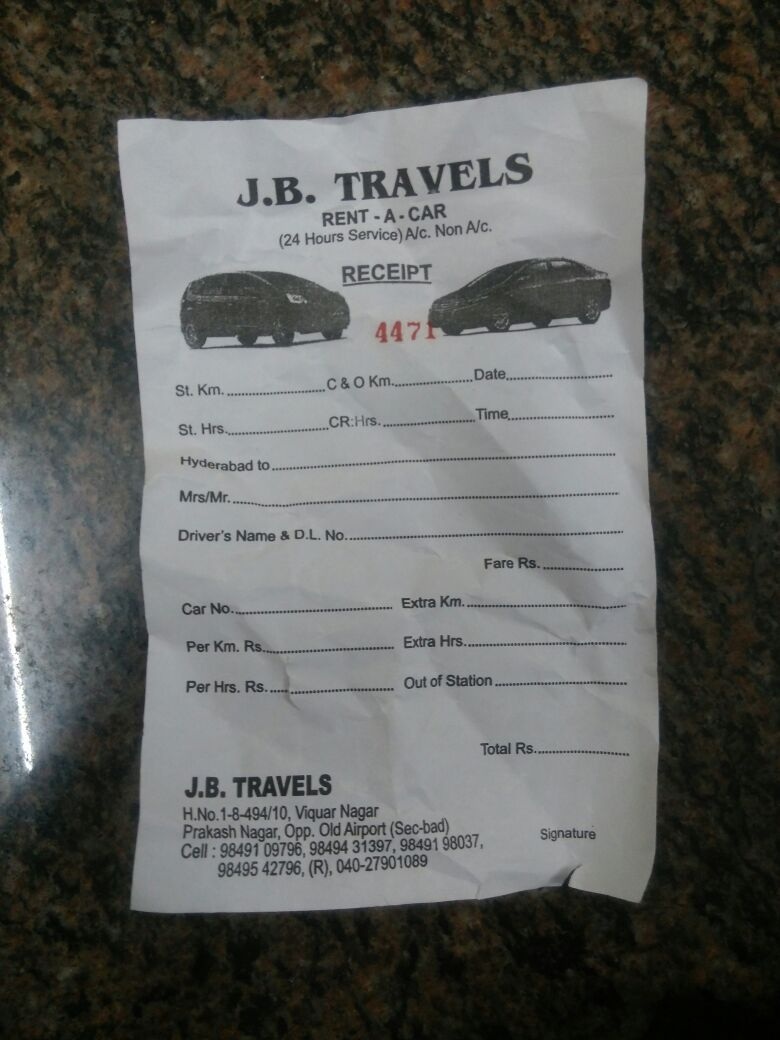 J.B. TRAVELS
RENT - A - CAR
(24 Hours Service) A/c. Non A/c.
RECEIPT
4471
St. Km. C & O Km. Date
St. Hrs. CR:Hrs. Time
Hyderabad to
Mrs/Mr.
Driver's Name & D.L. No.
Fare Rs.
Car No. Extra Km.
Per Km. Rs. Extra Hrs.
Per Hrs. Rs. Out of Station
Total Rs.
J.B. TRAVELS
H.No.1-8-494/10, Viquar Nagar
Prakash Nagar, Opp. Old Airport (Sec-bad)
Cell : 98491 09796, 98494 31397, 98491 98037,
98495 42796, (R), 040-27901089
Signature